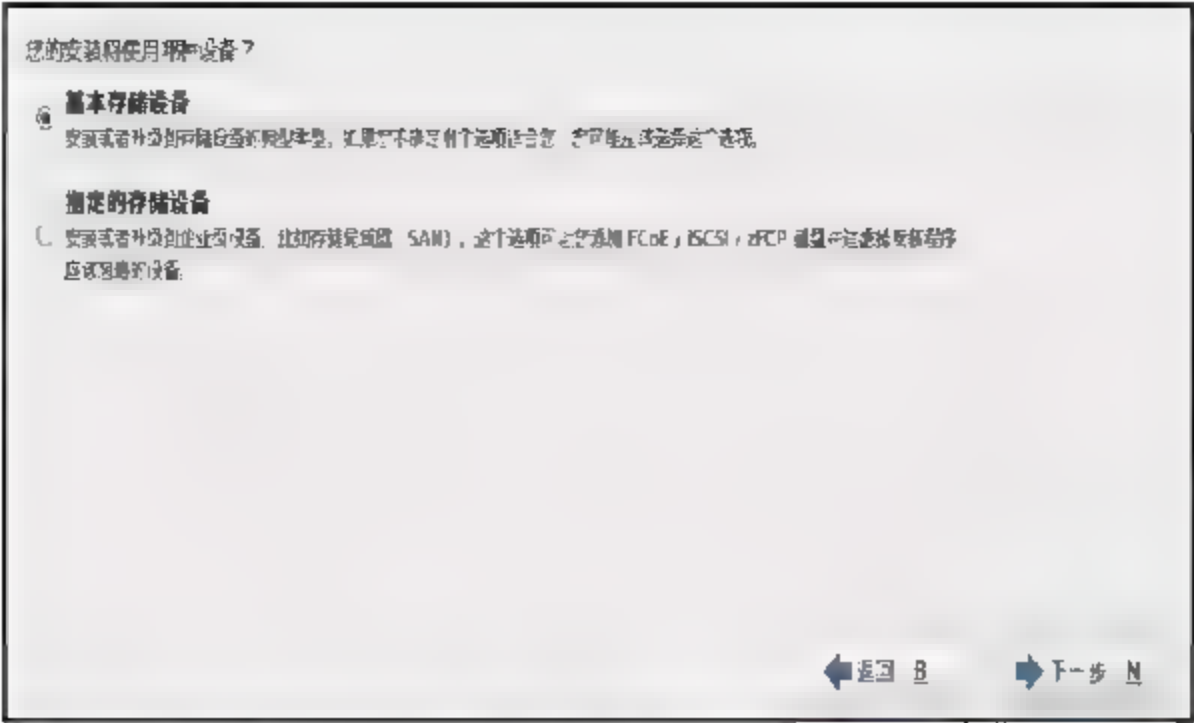 您的安装将使用哪种设备？
基本存储设备
安装或者升级到存储设备的典型类型。如果您不确定哪个选项适合您，您可能应该选择这个选项。
指定的存储设备
安装或者升级到企业级设备，比如存储局域网（SAN）。这个选项可让您添加 FCoE / iSCSI / zFCP 磁盘并过滤掉安装程序
应该忽略的设备。
返回 B
下一步 N